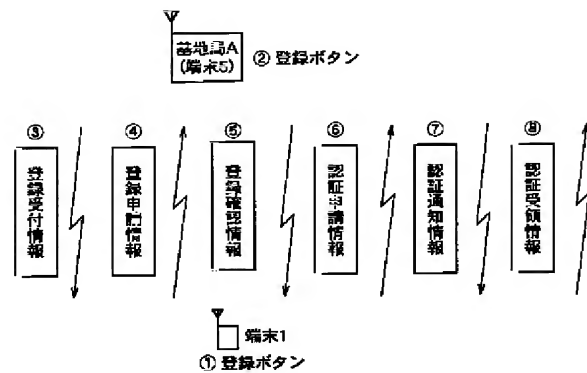 基地局A
(端末5)
② 登録ボタン
③
④
⑤
⑥
⑦
⑧
登録受付情報
登録申請情報
登録確認情報
認証申請情報
認証通知情報
認証受領情報
端末1
① 登録ボタン